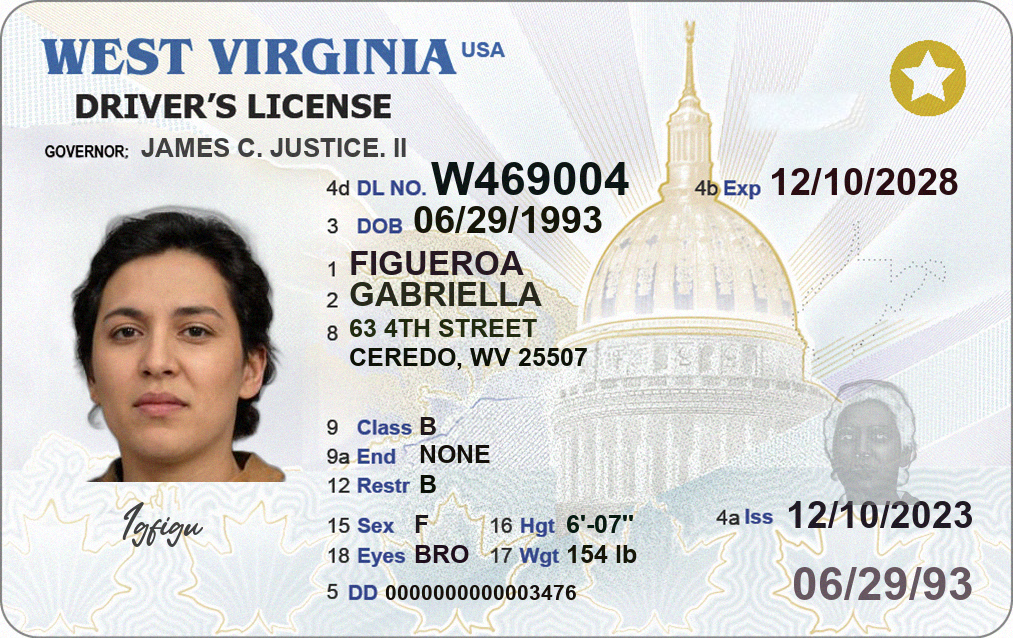 WEST VIRGINIA USA
DRIVER'S LICENSE
GOVERNOR: JAMES C. JUSTICE. II
4d DL NO. W469004 4b Exp 12/10/2028
3 DOB 06/29/1993
1 FIGUEROA
2 GABRIELLA
8 63 4TH STREET
CEREDO, WV 25507
9 Class B
9a End NONE
12 Restr B
15 Sex F 16 Hgt 6'-07" 4a Iss 12/10/2023
18 Eyes BRO 17 Wgt 154 lb
5 DD 0000000000003476 06/29/93